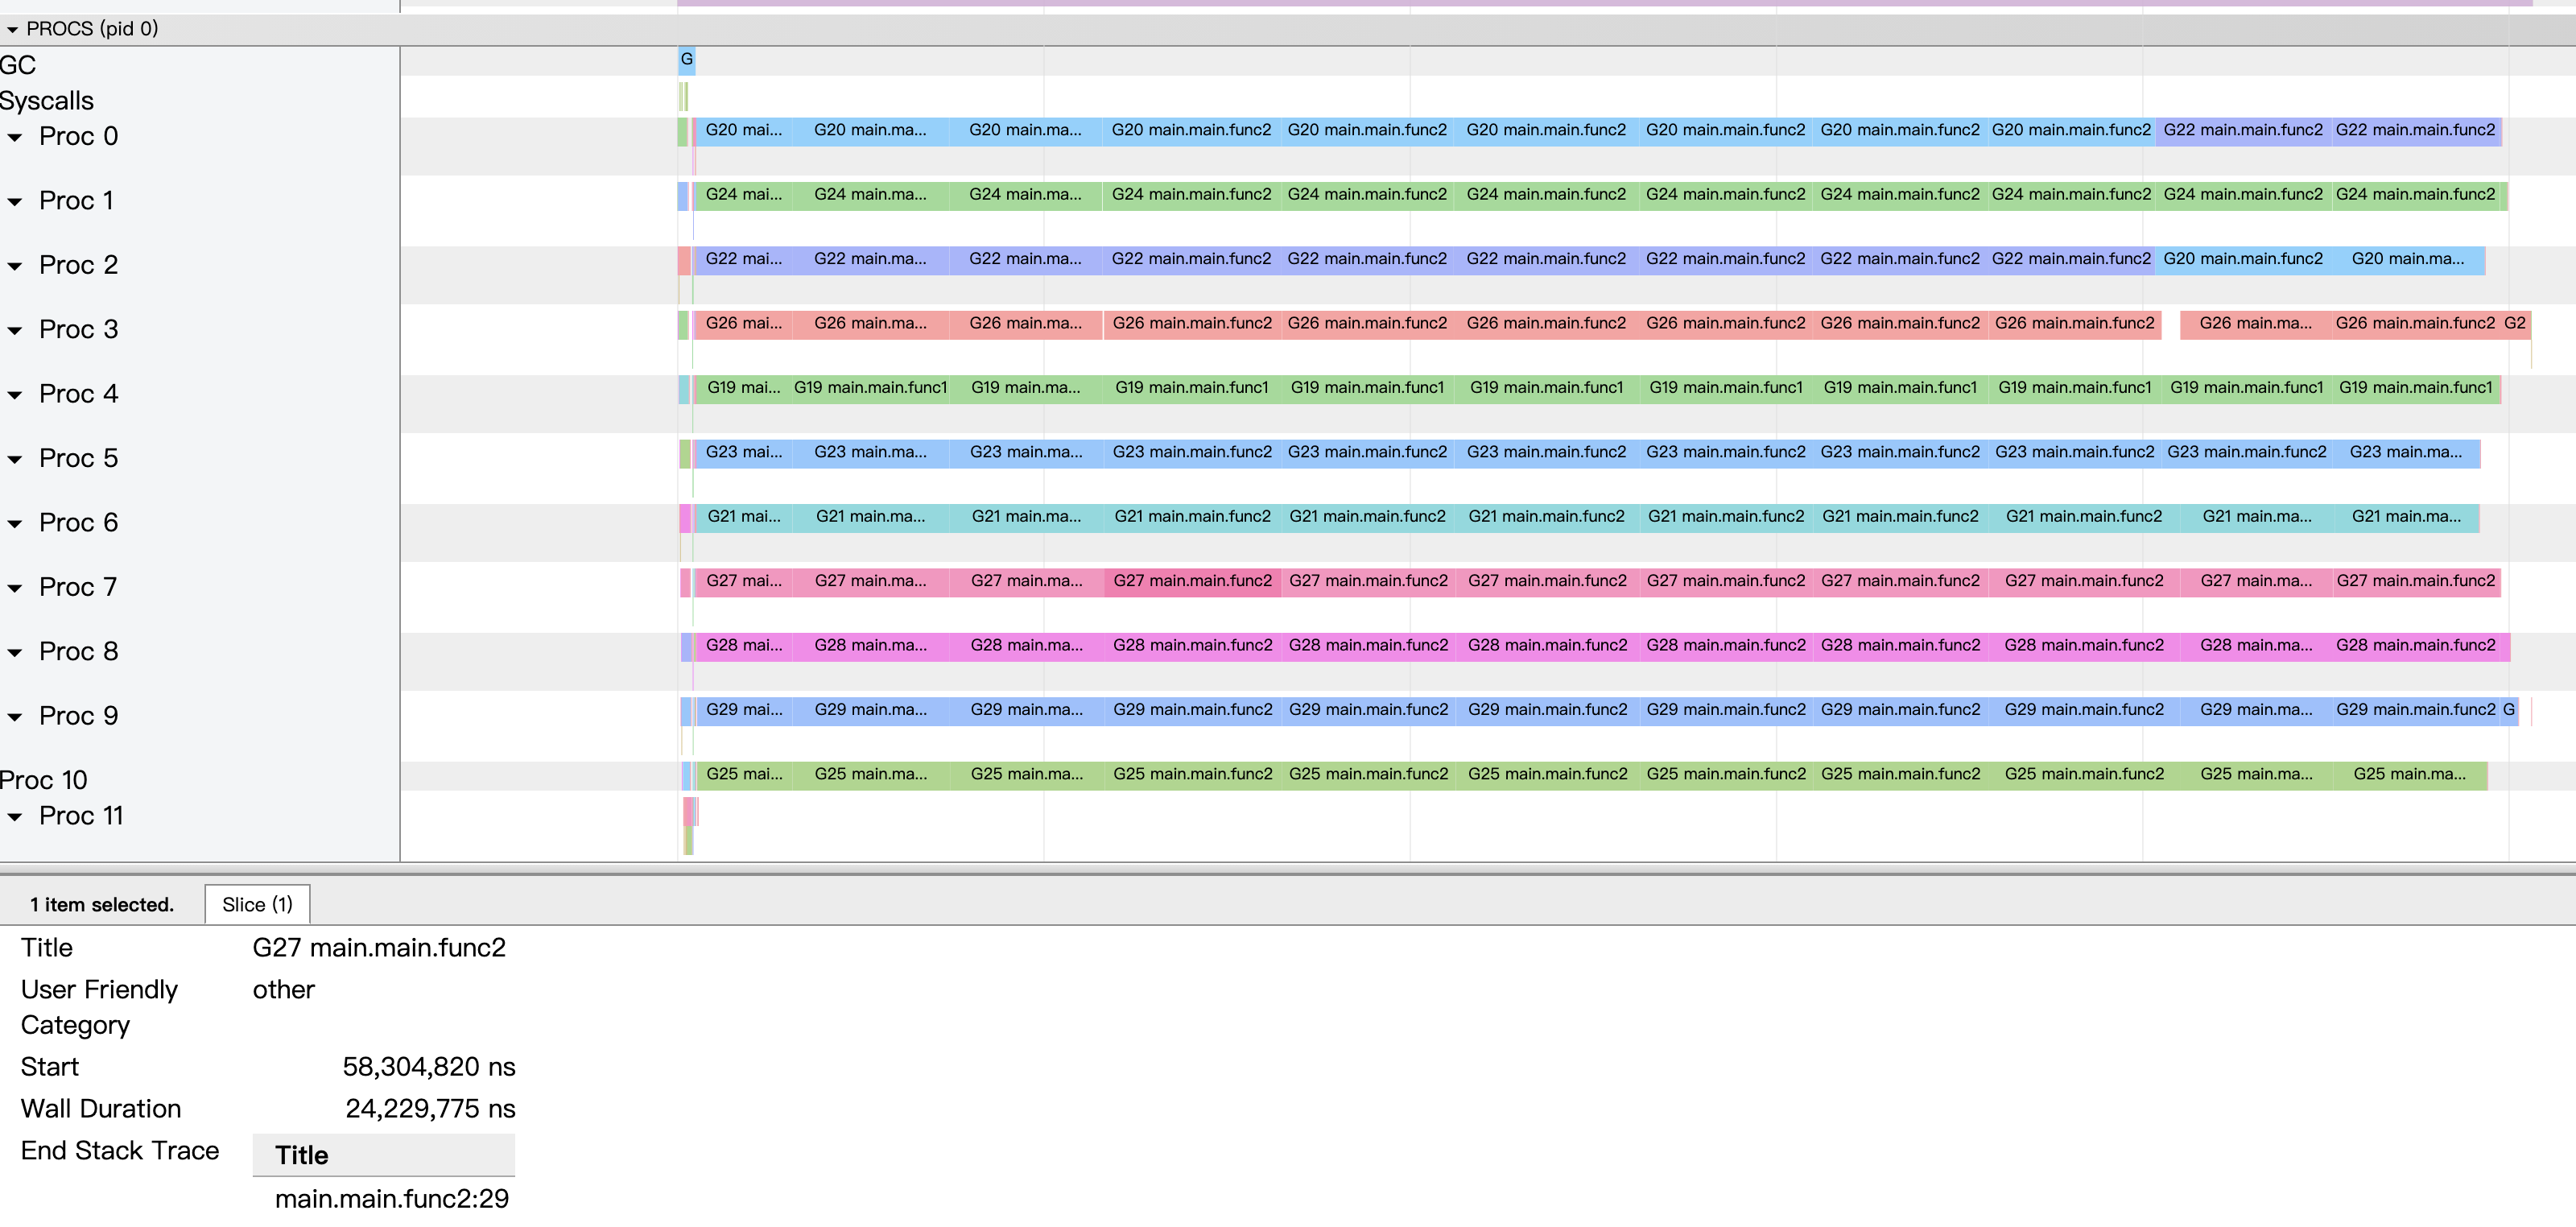 PROCS (pid 0)
GC
G
Syscalls
Proc 0
G20 mai... G20 main.ma... G20 main.ma... G20 main.main.func2 G20 main.main.func2 G20 main.main.func2 G20 main.main.func2 G20 main.main.func2 G20 main.main.func2 G22 main.main.func2 G22 main.main.func2
Proc 1
G24 mai... G24 main.ma... G24 main.ma... G24 main.main.func2 G24 main.main.func2 G24 main.main.func2 G24 main.main.func2 G24 main.main.func2 G24 main.main.func2 G24 main.main.func2 G24 main.main.func2
Proc 2
G22 mai... G22 main.ma... G22 main.ma... G22 main.main.func2 G22 main.main.func2 G22 main.main.func2 G22 main.main.func2 G22 main.main.func2 G22 main.main.func2 G20 main.main.func2 G20 main.ma...
Proc 3
G26 mai... G26 main.ma... G26 main.ma... G26 main.main.func2 G26 main.main.func2 G26 main.main.func2 G26 main.main.func2 G26 main.main.func2 G26 main.main.func2 G26 main.ma... G26 main.main.func2 G2
Proc 4
G19 mai... G19 main.main.func1 G19 main.ma... G19 main.main.func1 G19 main.main.func1 G19 main.main.func1 G19 main.main.func1 G19 main.main.func1 G19 main.main.func1 G19 main.main.func1 G19 main.main.func1
Proc 5
G23 mai... G23 main.ma... G23 main.ma... G23 main.main.func2 G23 main.main.func2 G23 main.main.func2 G23 main.main.func2 G23 main.main.func2 G23 main.main.func2 G23 main.main.func2 G23 main.ma...
Proc 6
G21 mai... G21 main.ma... G21 main.ma... G21 main.main.func2 G21 main.main.func2 G21 main.main.func2 G21 main.main.func2 G21 main.main.func2 G21 main.main.func2 G21 main.ma... G21 main.ma...
Proc 7
G27 mai... G27 main.ma... G27 main.ma... G27 main.main.func2 G27 main.main.func2 G27 main.main.func2 G27 main.main.func2 G27 main.main.func2 G27 main.main.func2 G27 main.ma... G27 main.main.func2
Proc 8
G28 mai... G28 main.ma... G28 main.ma... G28 main.main.func2 G28 main.main.func2 G28 main.main.func2 G28 main.main.func2 G28 main.main.func2 G28 main.main.func2 G28 main.ma... G28 main.main.func2
Proc 9
G29 mai... G29 main.ma... G29 main.ma... G29 main.main.func2 G29 main.main.func2 G29 main.main.func2 G29 main.main.func2 G29 main.main.func2 G29 main.main.func2 G29 main.ma... G29 main.main.func2 G
Proc 10
G25 mai... G25 main.ma... G25 main.ma... G25 main.main.func2 G25 main.main.func2 G25 main.main.func2 G25 main.main.func2 G25 main.main.func2 G25 main.main.func2 G25 main.ma... G25 main.ma...
Proc 11
1 item selected. Slice (1)
Title G27 main.main.func2
User Friendly other
Category
Start 58,304,820 ns
Wall Duration 24,229,775 ns
End Stack Trace Title
main.main.func2:29